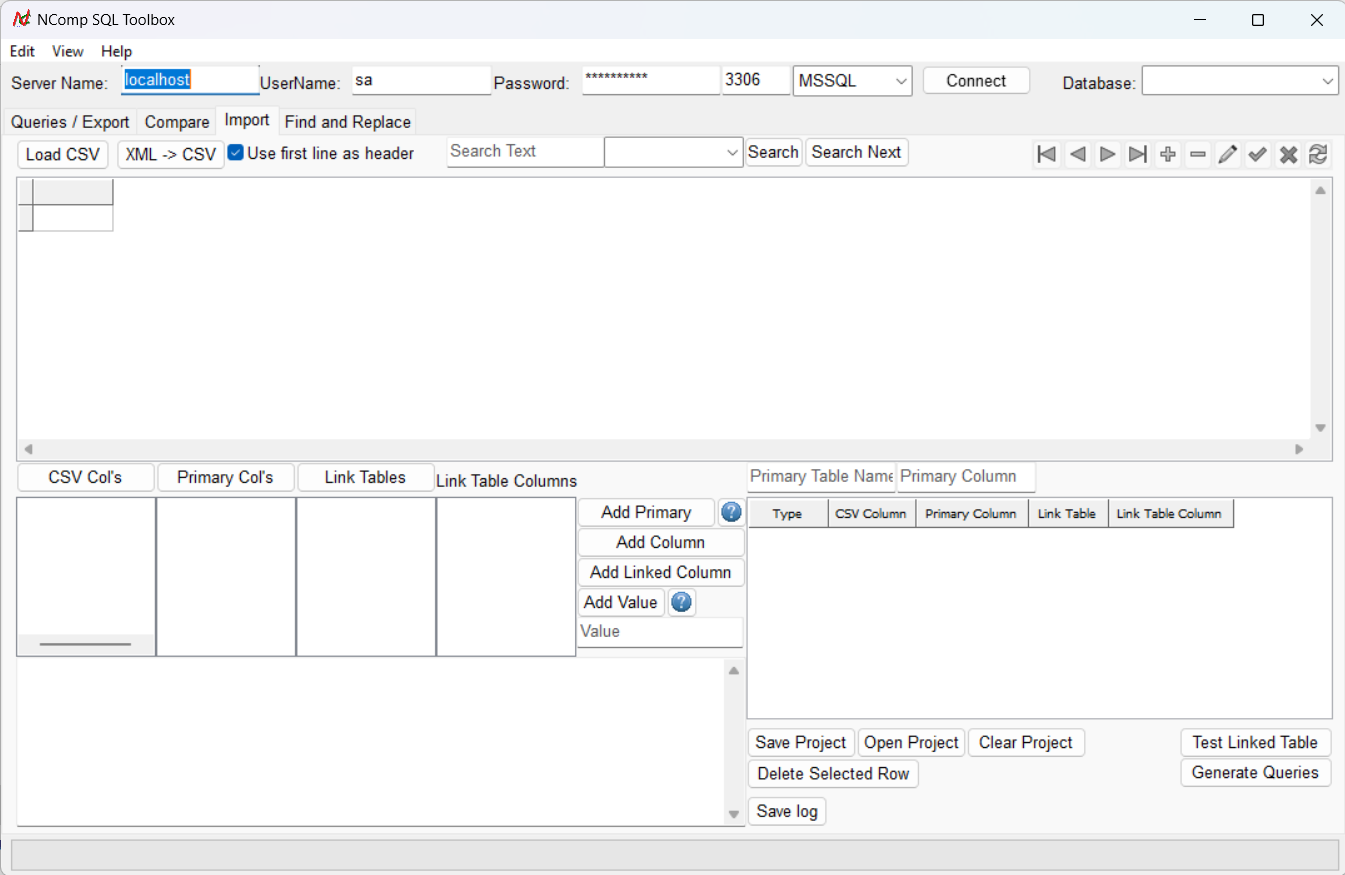 NComp SQL Toolbox
Edit View Help
Server Name: localhost UserName: sa Password: ********** 3306 MSSQL Connect Database:
Queries / Export Compare Import Find and Replace
Load CSV XML -> CSV Use first line as header Search Text Search Search Next
CSV Col's Primary Col's Link Tables Link Table Columns Primary Table Name Primary Column
Add Primary ? Type CSV Column Primary Column Link Table Link Table Column
Add Column
Add Linked Column
Add Value ?
Value
Save Project Open Project Clear Project Test Linked Table
Delete Selected Row Generate Queries
Save log